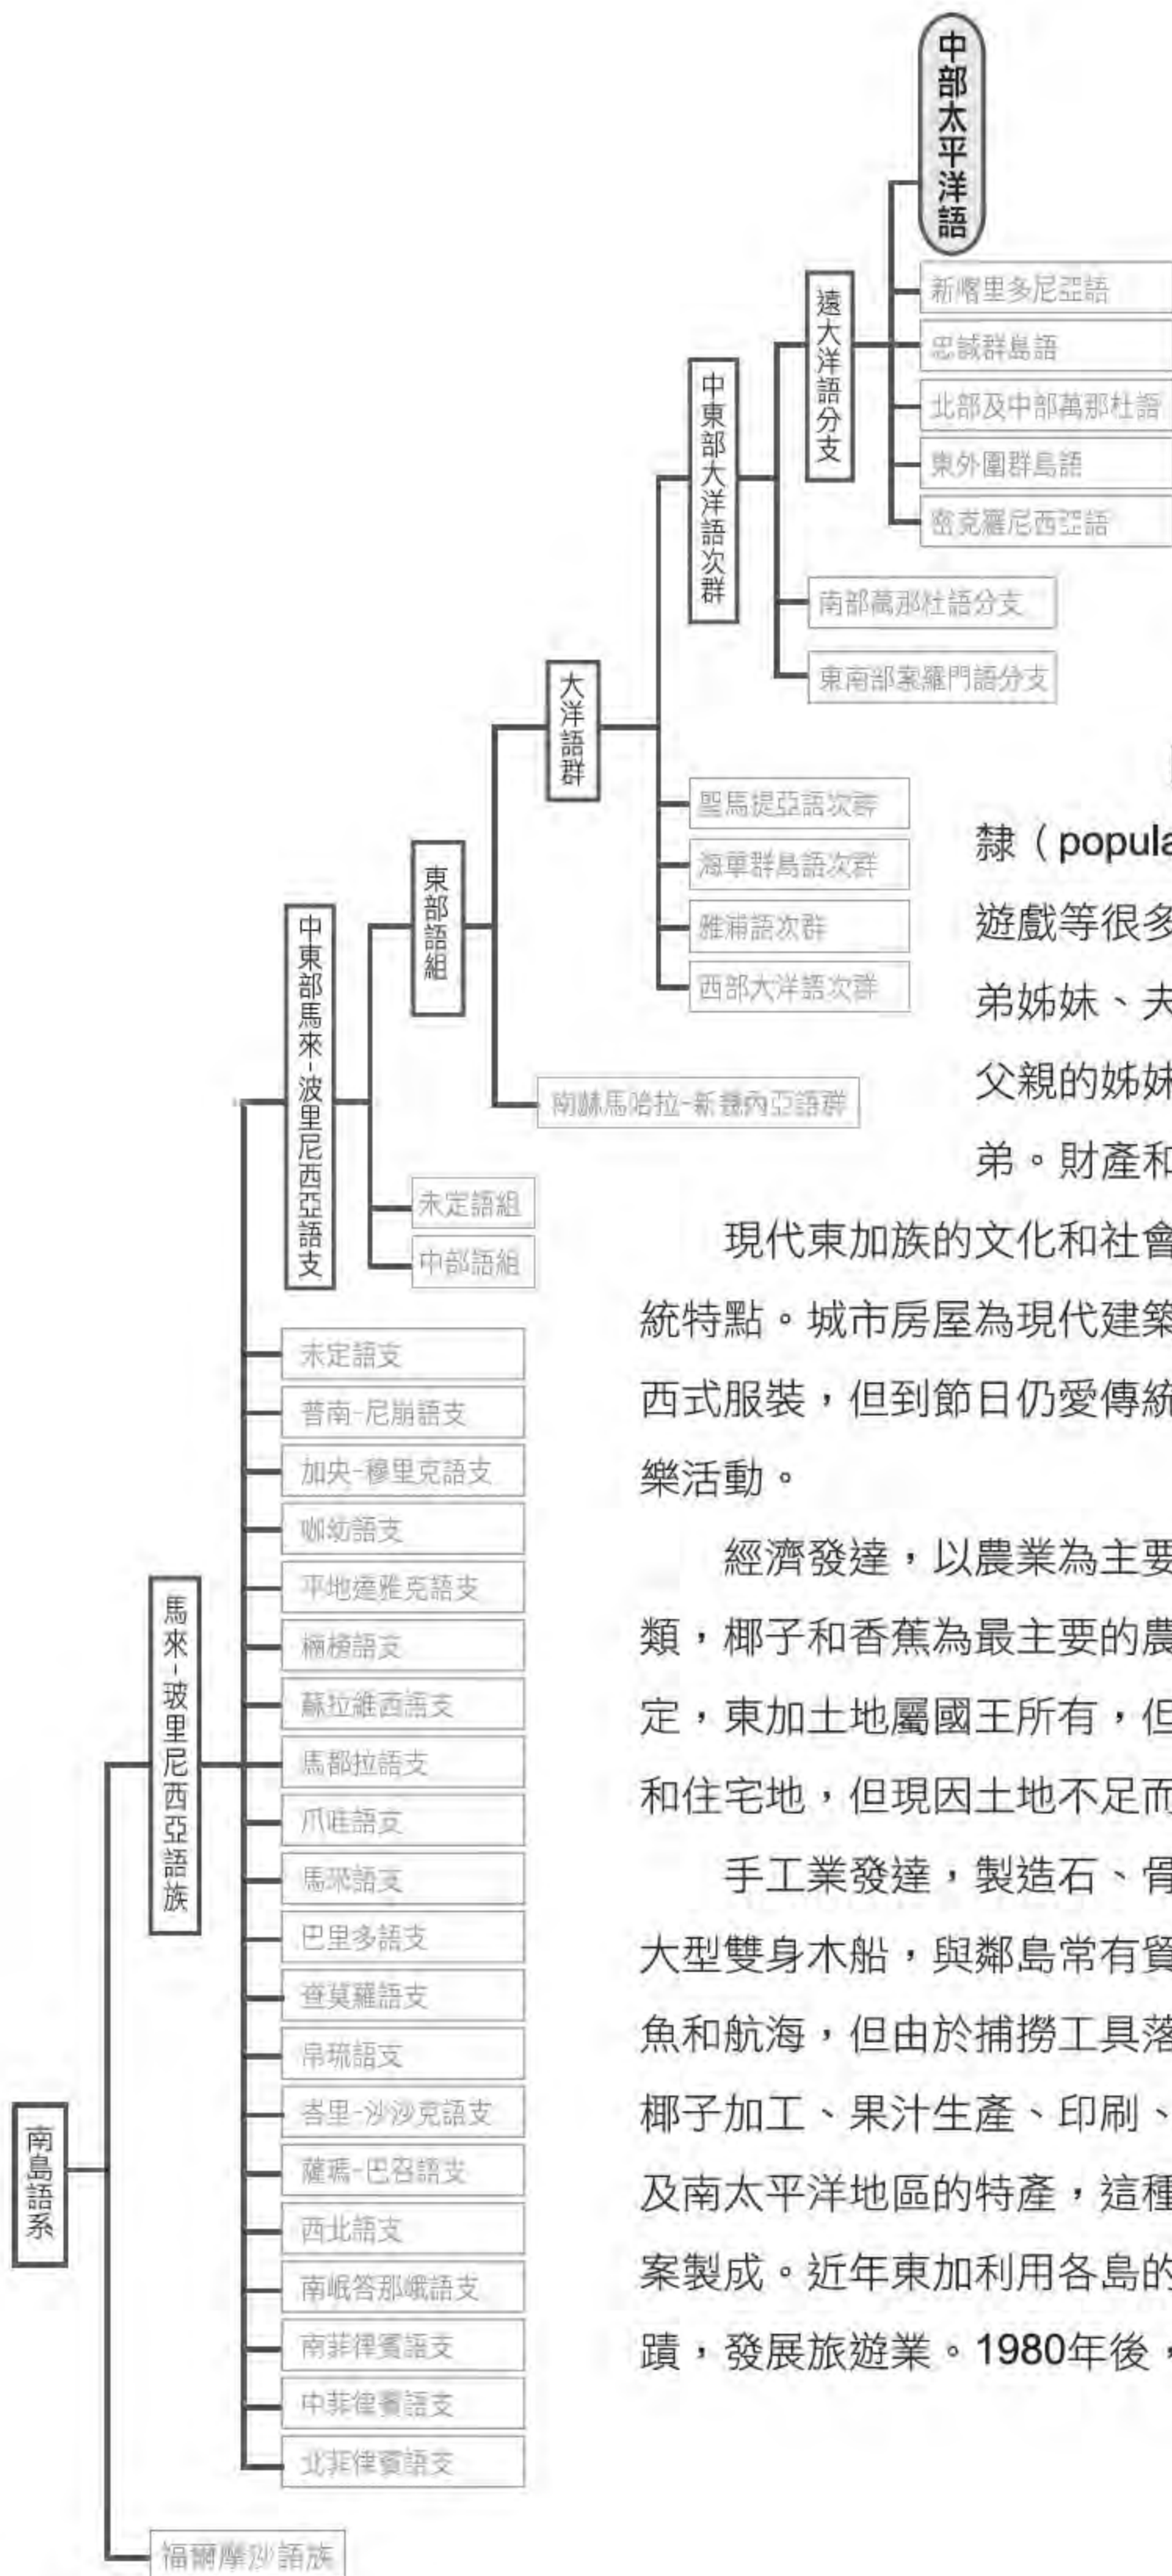 中部太平洋語
遠大洋語分支
新喀里多尼亞語
忠誠群島語
北部及中部萬那杜語
東外圍群島語
密克羅尼西亞語
中東部大洋語次群
南部萬那杜語分支
東南部索羅門語分支
大洋語群
聖馬提亞語次群
海軍群島語次群
雅浦語次群
西部大洋語次群
東部語組
南赫馬哈拉-新幾內亞語群
中東部馬來-波里尼西亞語支
未定語組
中部語組
馬來-玻里尼西亞語族
未定語支
普南-尼崩語支
加央-穆里克語支
平地達雅克語支
蘇拉維西語支
馬都拉語支
爪哇語支
巴里多語支
查莫羅語支
帛琉語支
峇里-沙沙克語支
薩瑪-巴召語支
西北語支
南岷答那峨語支
南菲律賓語支
中菲律賓語支
北菲律賓語支
南島語系
福爾摩沙語族
隸（popula
遊戲等很多
弟姊妹、夫
父親的姊妹
弟。財產和
現代東加族的文化和社會
統特點。城市房屋為現代建築
西式服裝，但到節日仍愛傳統
樂活動。
經濟發達，以農業為主要
類，椰子和香蕉為最主要的農
定，東加土地屬國王所有，但
和住宅地，但現因土地不足而
手工業發達，製造石、骨
大型雙身木船，與鄰島常有貿
魚和航海，但由於捕撈工具落
椰子加工、果汁生產、印刷、
及南太平洋地區的特產，這種
案製成。近年東加利用各島的
蹟，發展旅遊業。1980年後，